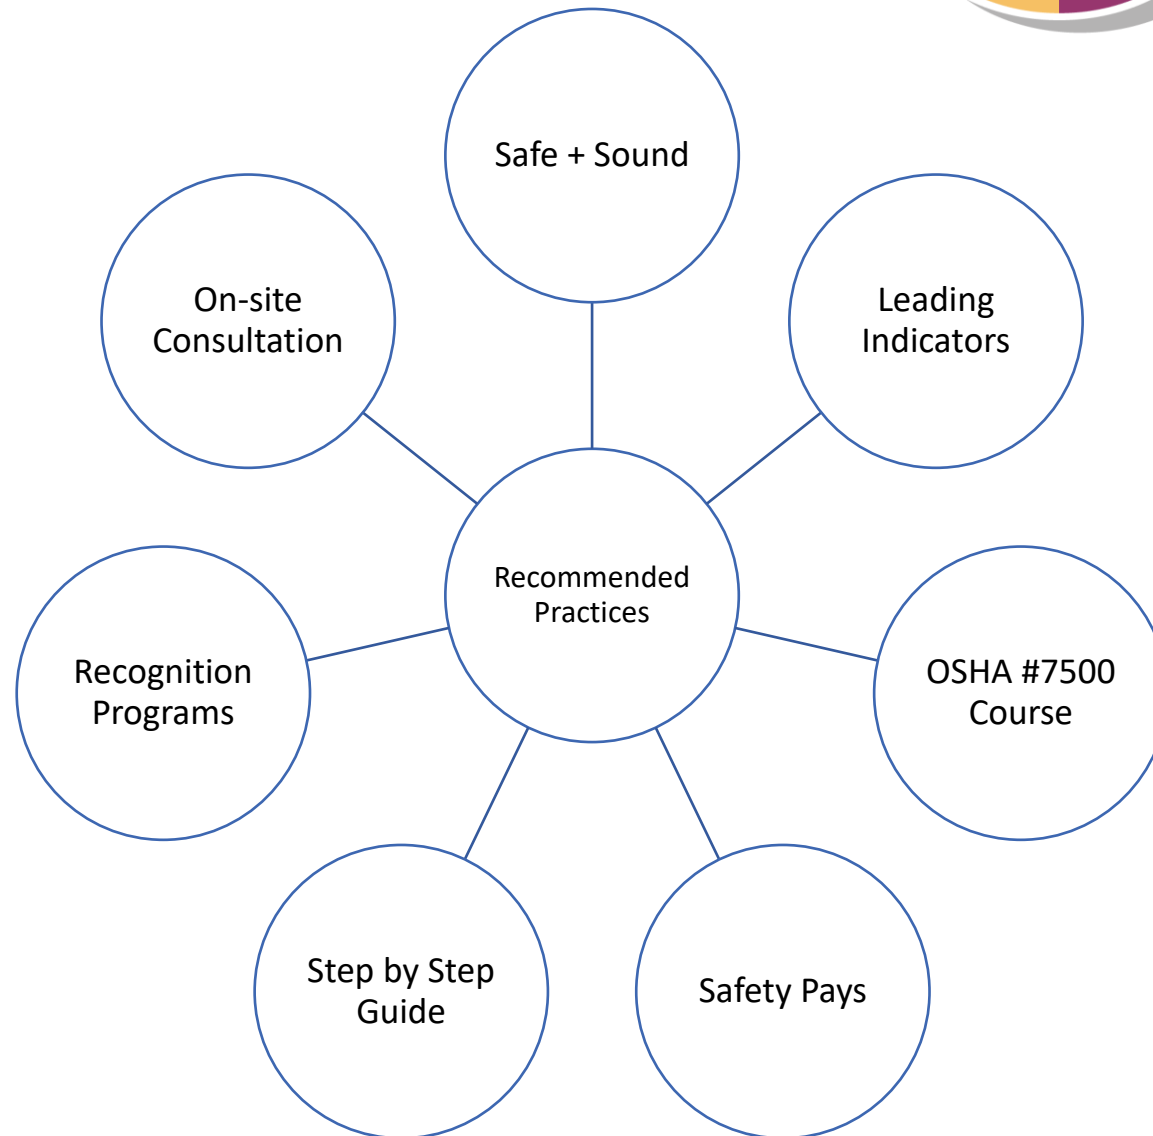 Safe + Sound
On-site
Consultation
Leading
Indicators
Recommended
Practices
Recognition
Programs
OSHA #7500
Course
Step by Step
Guide
Safety Pays